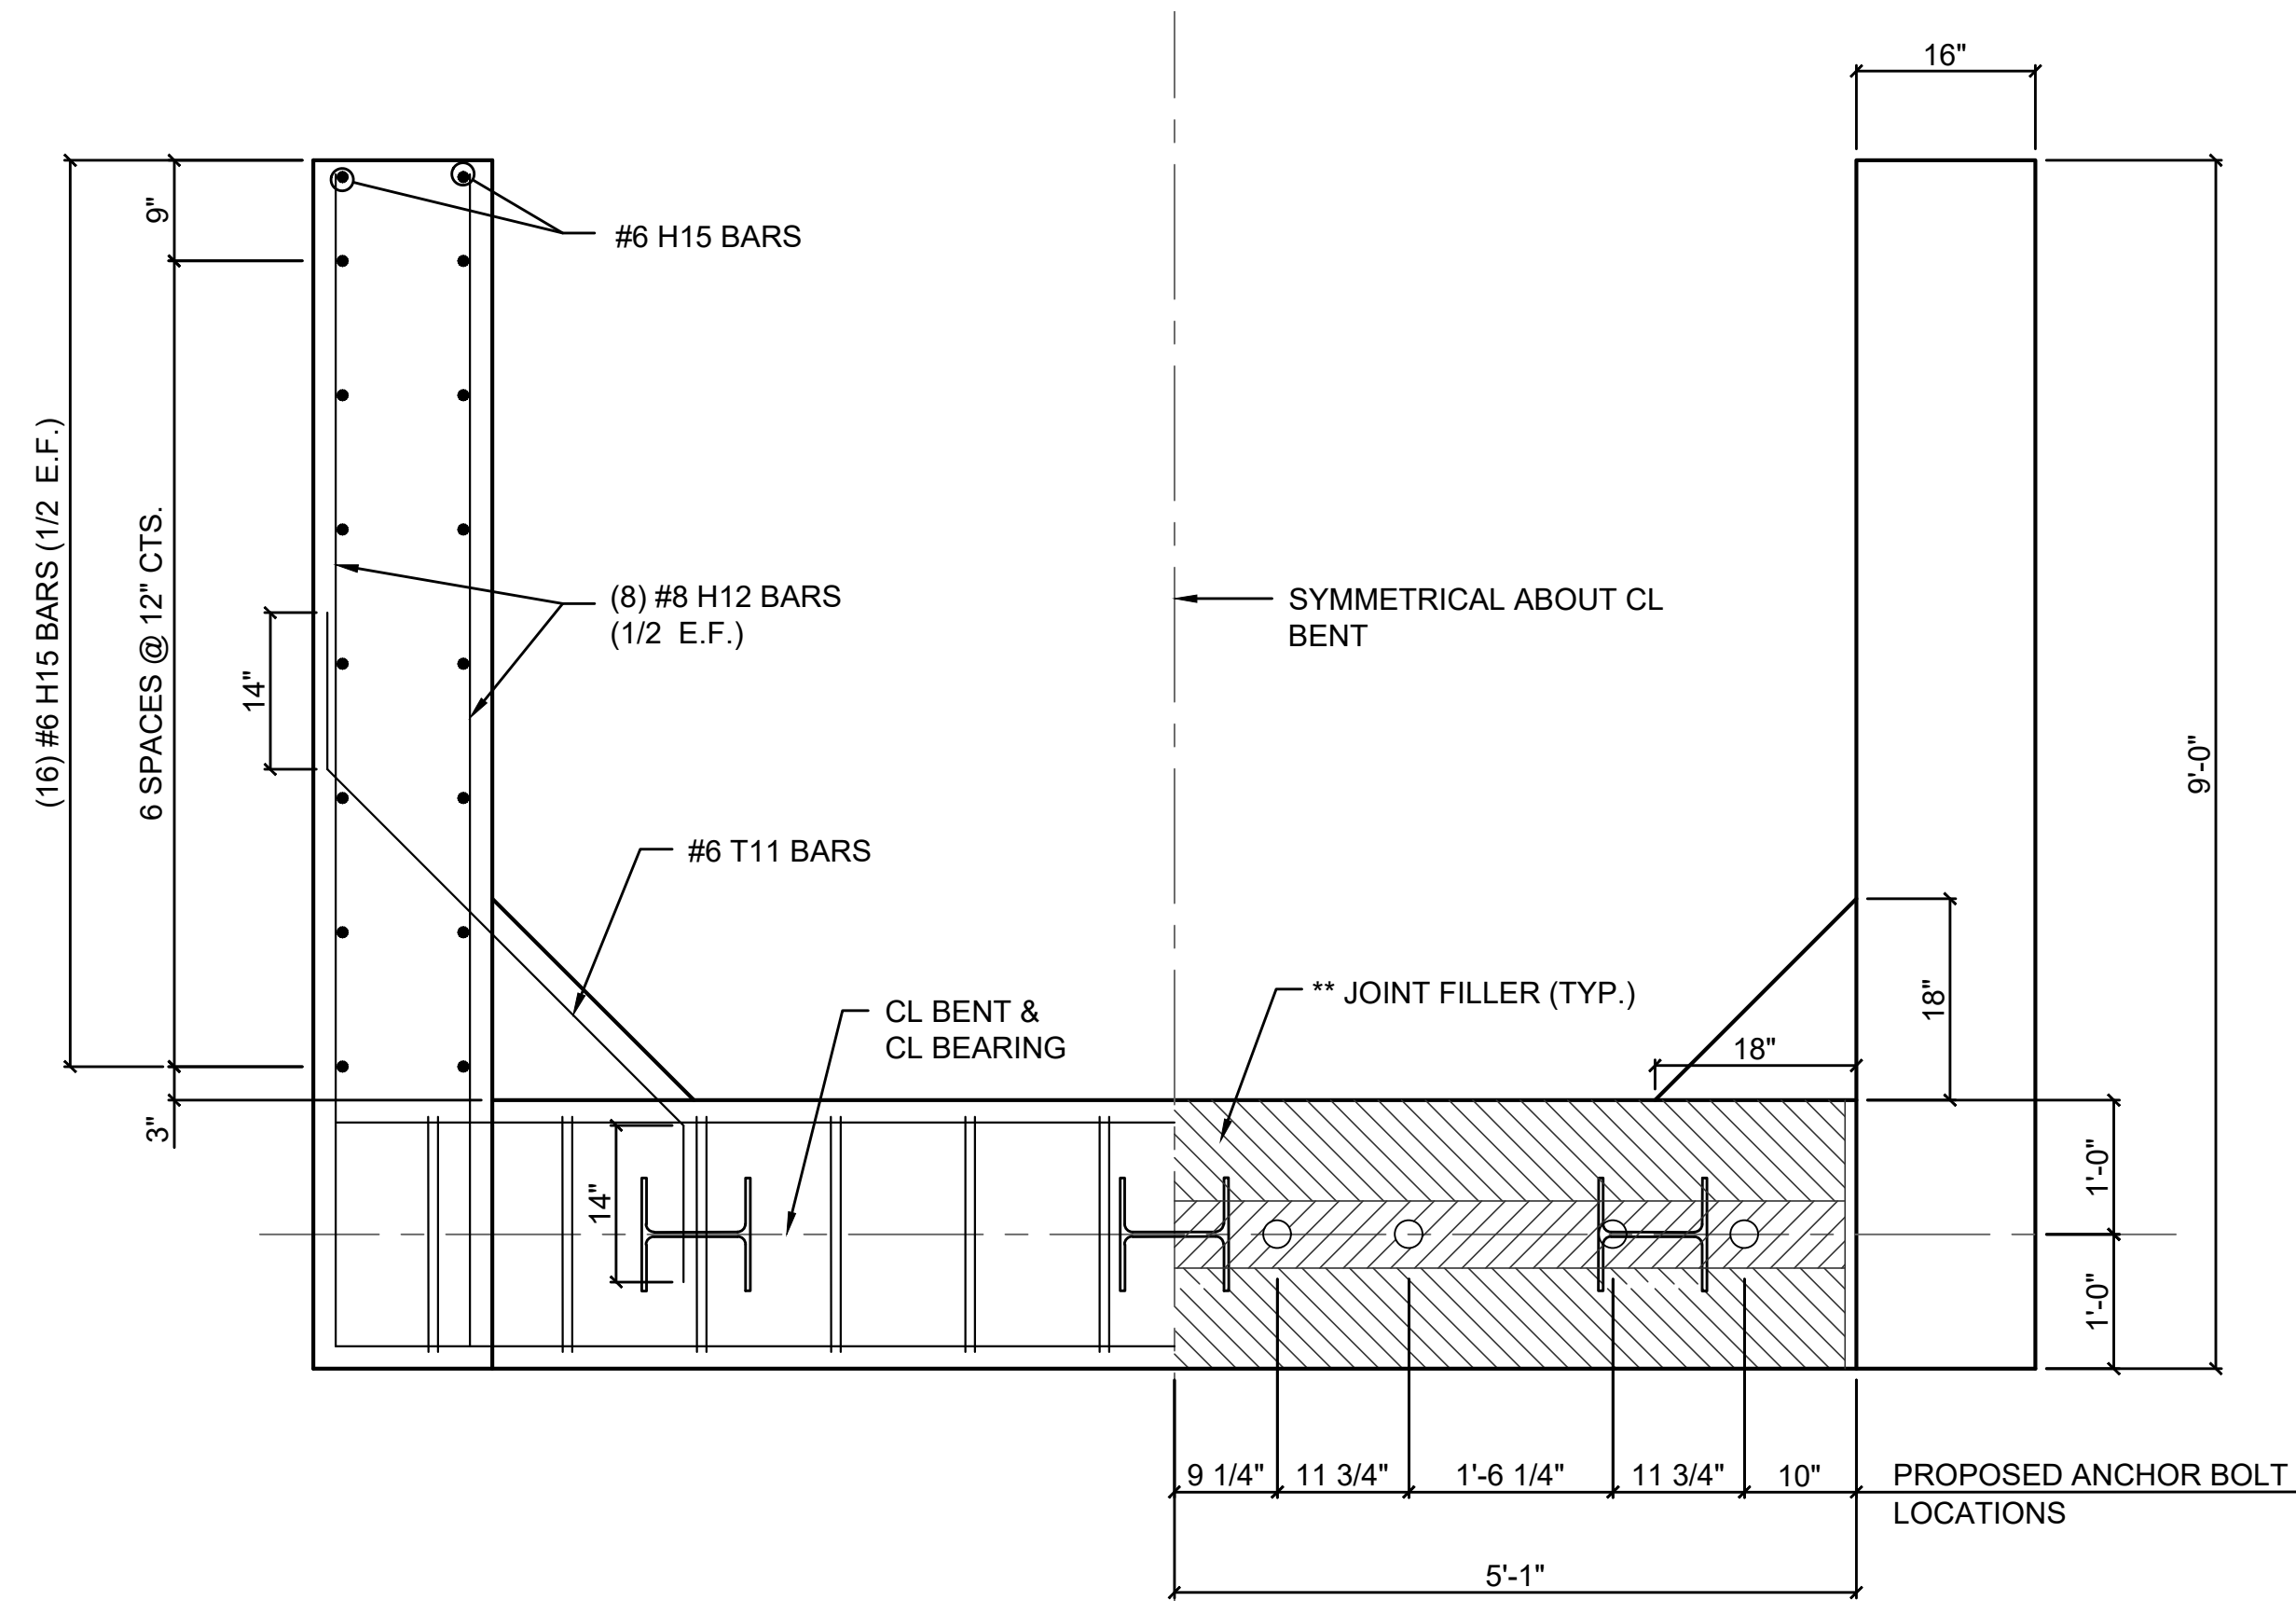 16"
9"
#6 H15 BARS
(16) #6 H15 BARS (1/2  E.F.)
6 SPACES @ 12" CTS.
(8) #8 H12 BARS
(1/2  E.F.)
SYMMETRICAL ABOUT CL
BENT
14"
9'-0"
#6 T11 BARS
** JOINT FILLER (TYP.)
CL BENT &
CL BEARING
18"
18"
3"
14"
1'-0"
1'-0"
9 1/4"
11 3/4"
1'-6 1/4"
11 3/4"
10"
PROPOSED ANCHOR BOLT
LOCATIONS
5'-1"